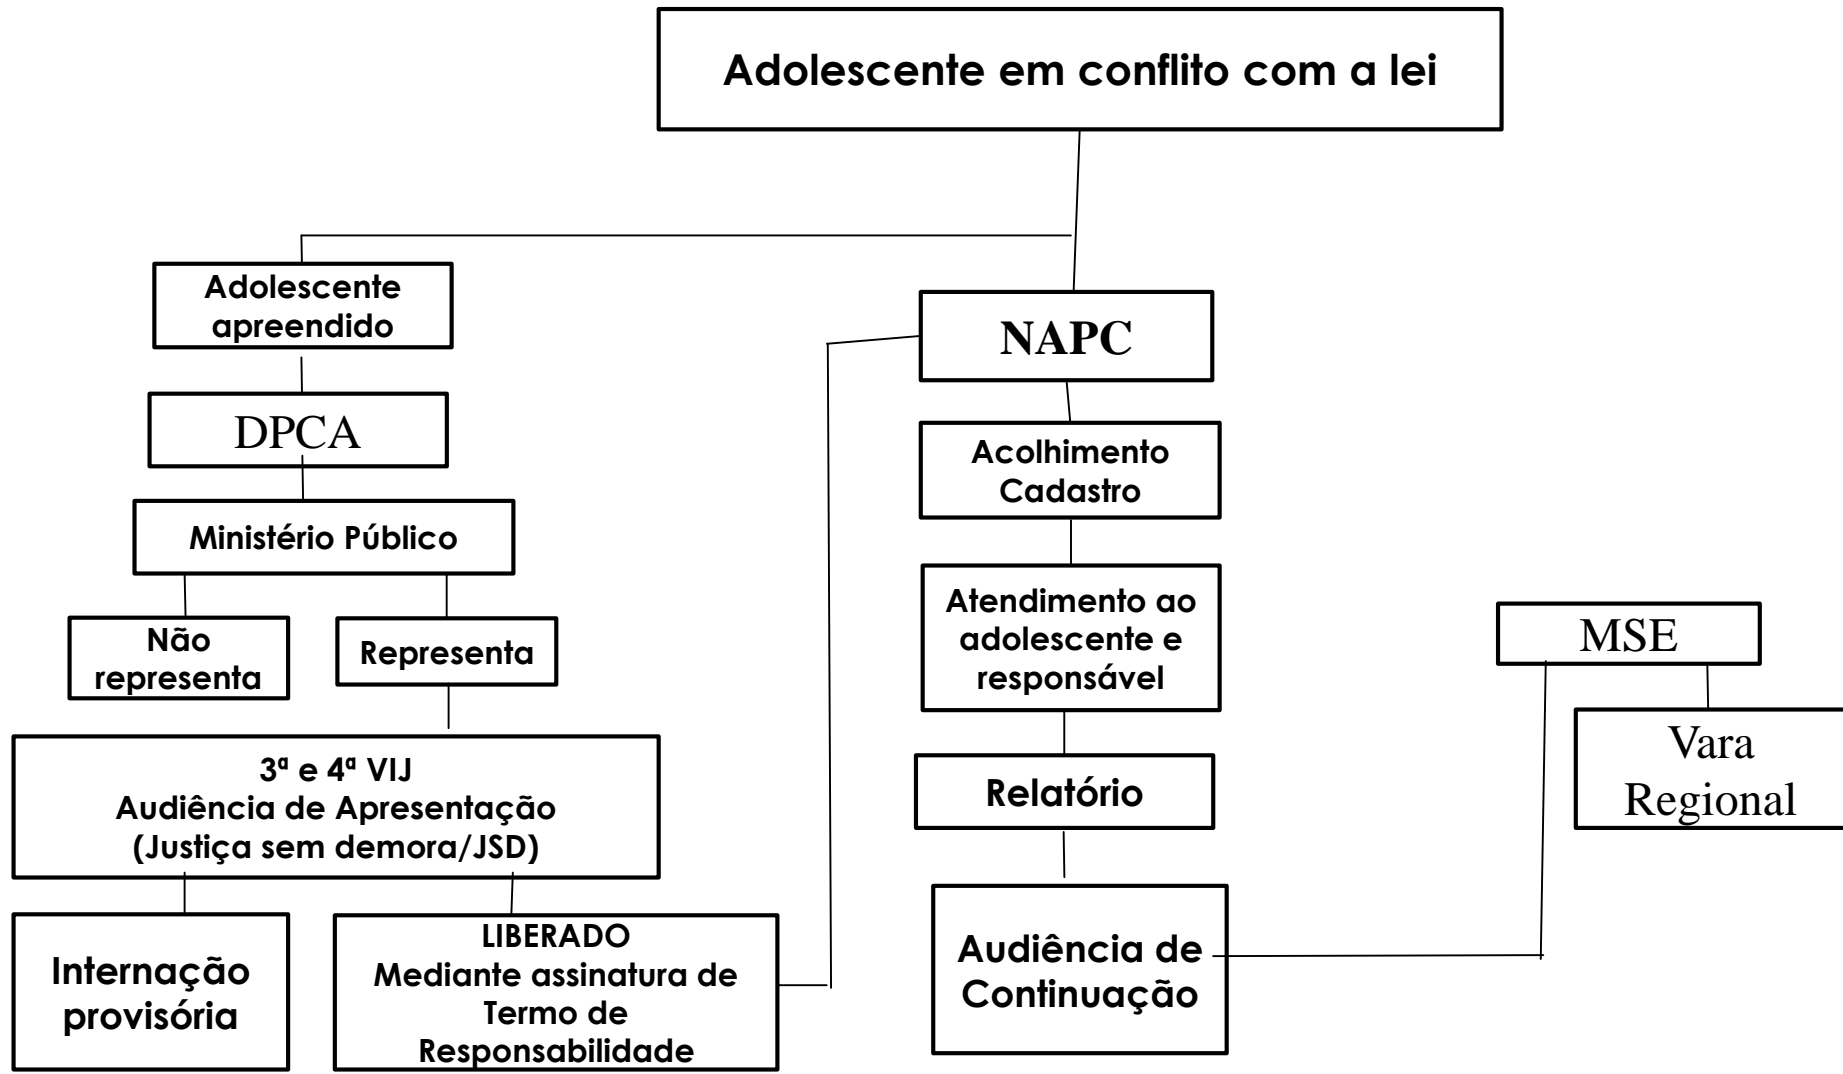 Adolescente em conflito com a lei
Adolescente
apreendido
DPCA
Ministério Público
Não
representa
Representa
3ª e 4ª VIJ
Audiência de Apresentação
(Justiça sem demora/JSD)
Internação
provisória
LIBERADO
Mediante assinatura de
Termo de
Responsabilidade
NAPC
Acolhimento
Cadastro
Atendimento ao
adolescente e
responsável
Relatório
Audiência de
Continuação
MSE
Vara
Regional